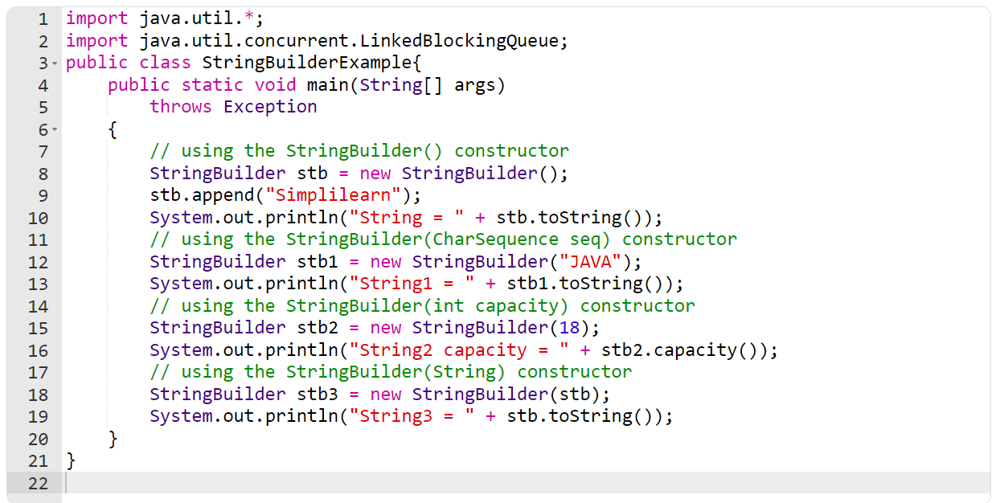 1 import java.util.*;
2 import java.util.concurrent.LinkedBlockingQueue;
3 public class StringBuilderExample{
4 public static void main(String[] args)
5 throws Exception
6 {
7 // using the StringBuilder() constructor
8 StringBuilder stb = new StringBuilder();
9 stb.append("Simplilearn");
10 System.out.println("String = " + stb.toString());
11 // using the StringBuilder(CharSequence seq) constructor
12 StringBuilder stb1 = new StringBuilder("JAVA");
13 System.out.println("String1 = " + stb1.toString());
14 // using the StringBuilder(int capacity) constructor
15 StringBuilder stb2 = new StringBuilder(18);
16 System.out.println("String2 capacity = " + stb2.capacity());
17 // using the StringBuilder(String) constructor
18 StringBuilder stb3 = new StringBuilder(stb);
19 System.out.println("String3 = " + stb.toString());
20 }
21 }
22